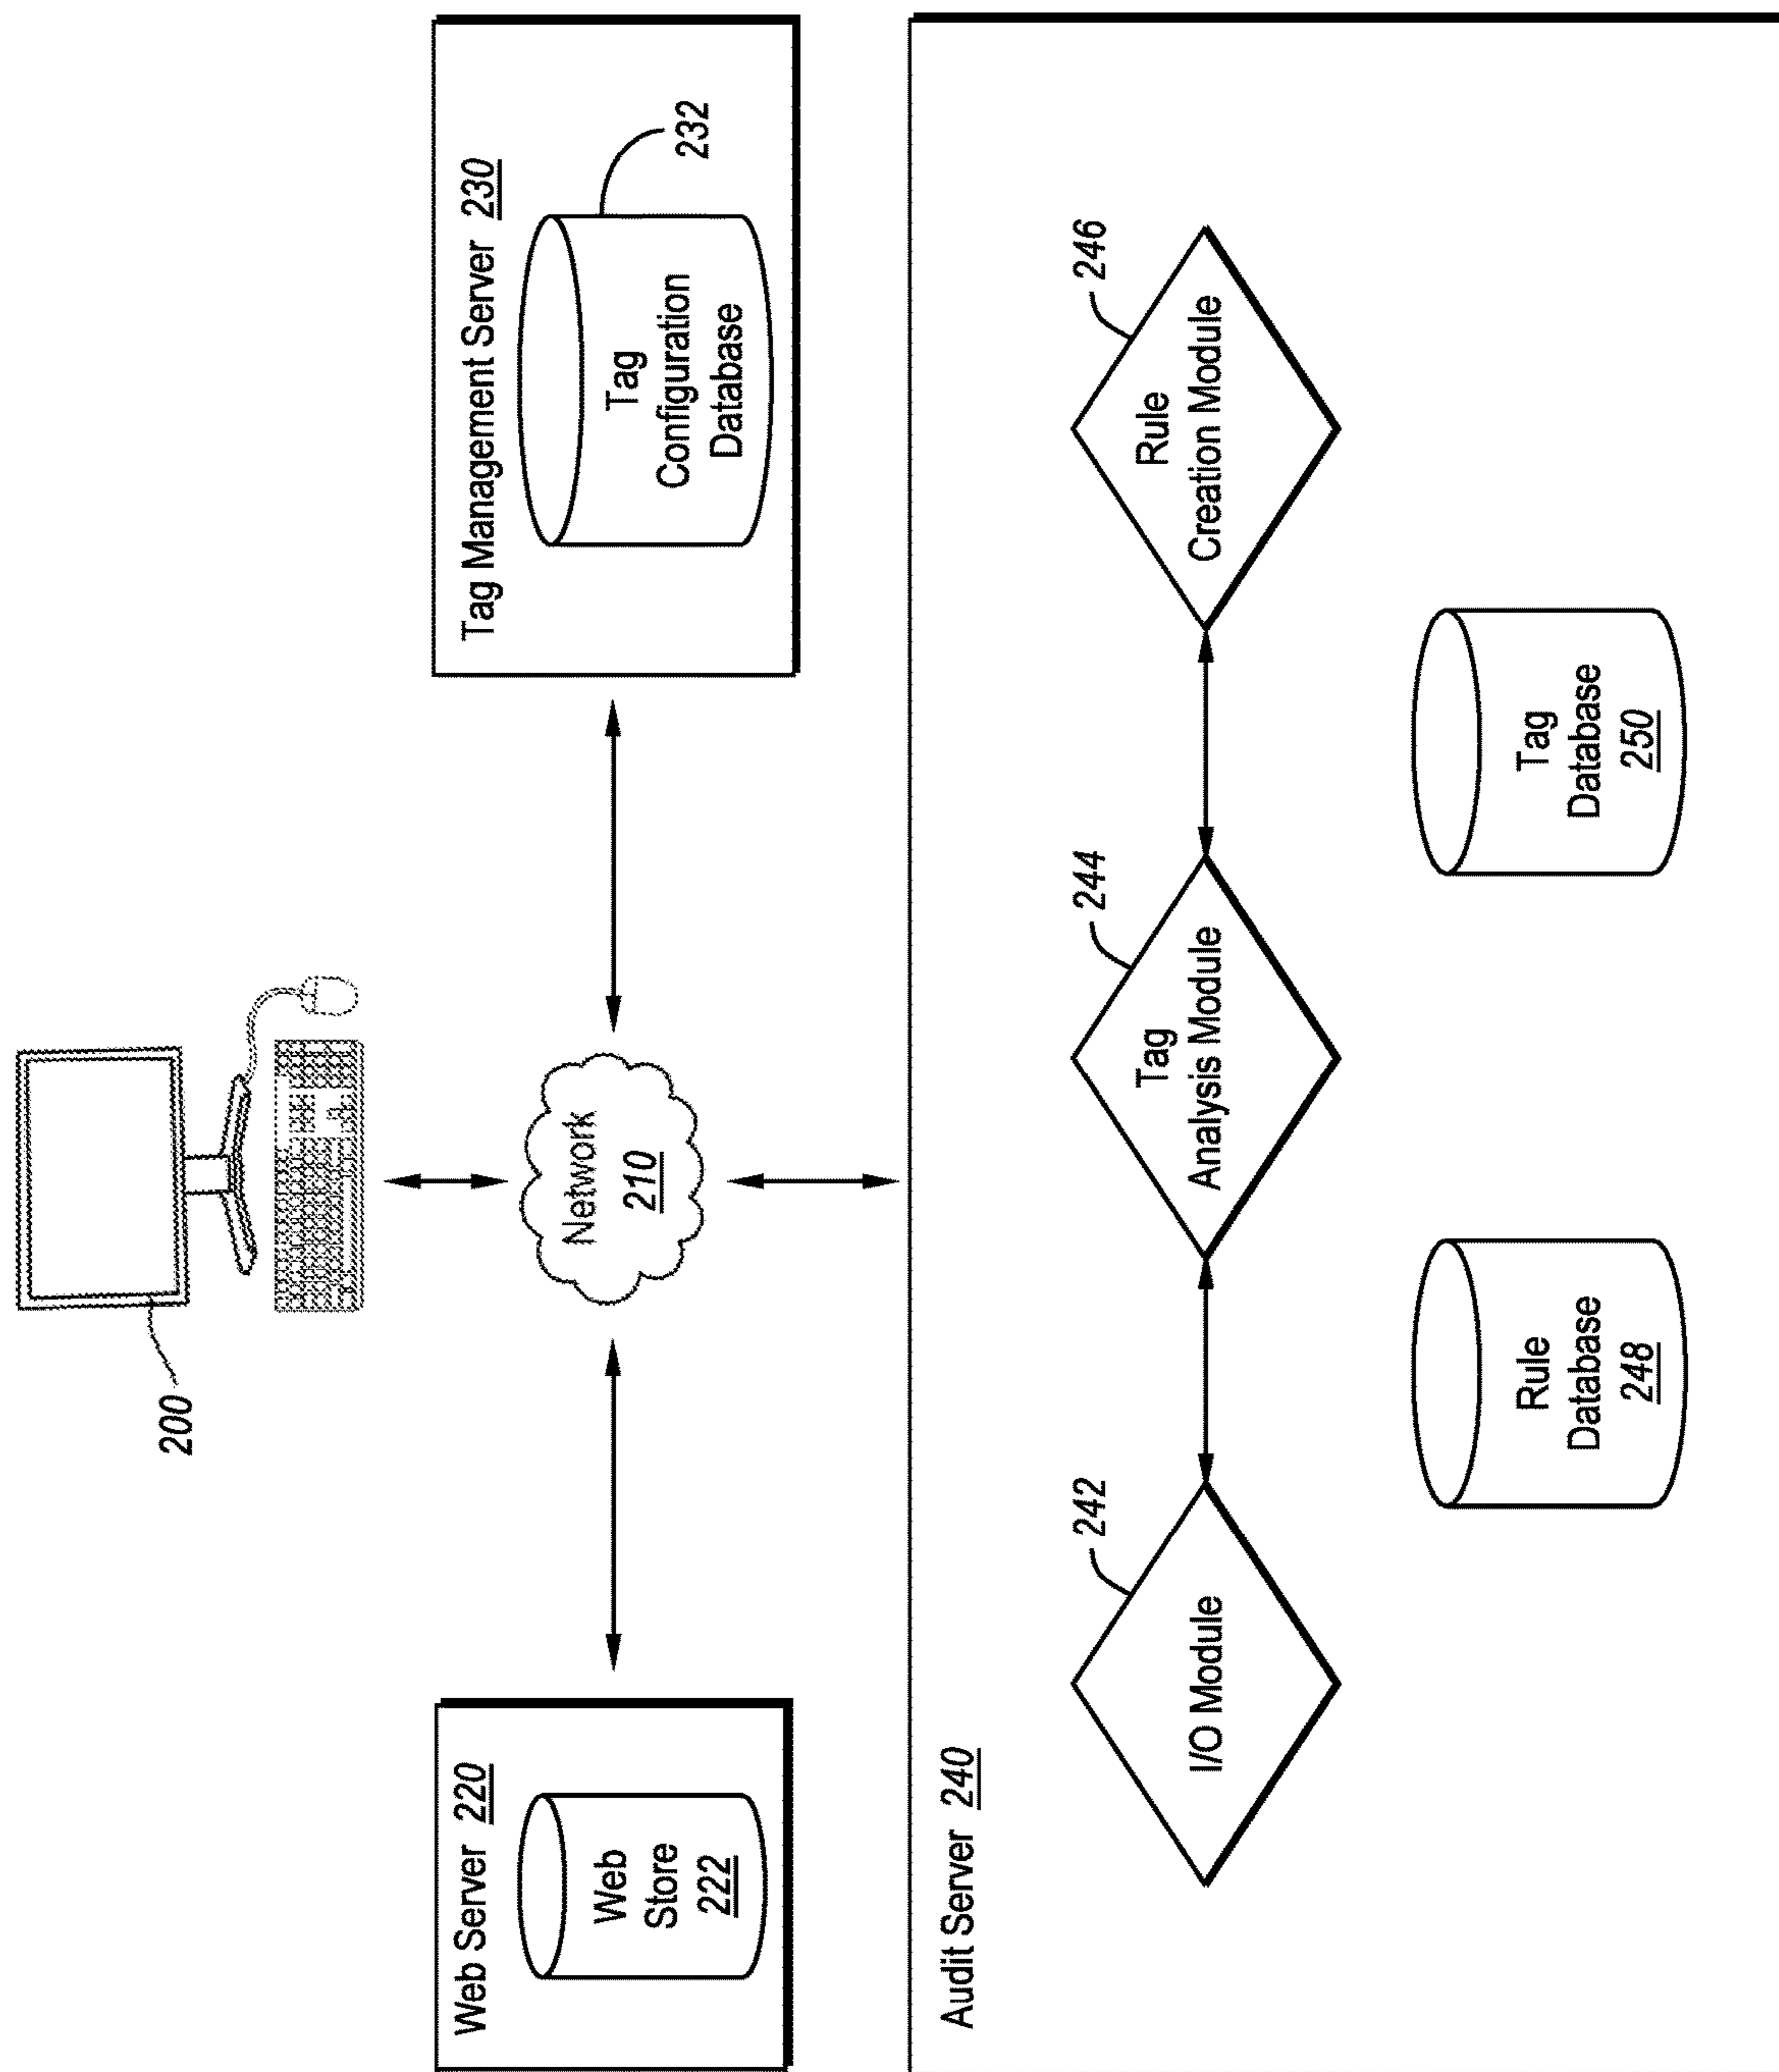 200
Web Server 220
Web
Store
222
Network
210
Tag Management Server 230
Tag
Configuration
Database
232
Audit Server 240
I/O Module
242
Tag
Analysis Module
244
Rule
Creation Module
246
Rule
Database
248
Tag
Database
250